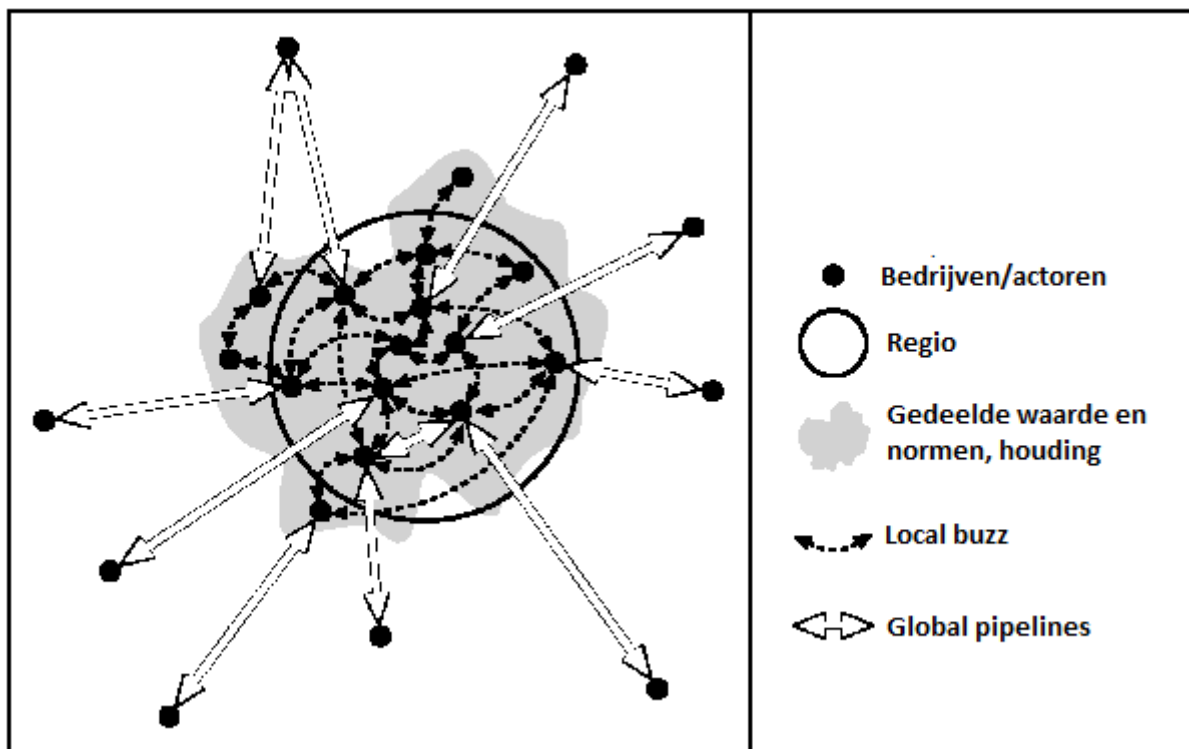 Bedrijven/actoren
Regio
Gedeelde waarde en
normen, houding
Local buzz
Global pipelines